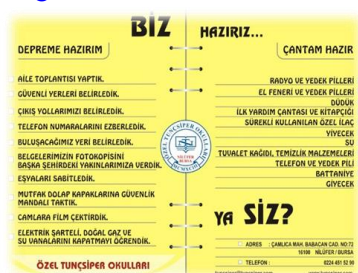 BİZ HAZIRIZ...
DEPREME HAZIRIM
AİLE TOPLANTISI YAPTIK.
GÜVENLİ YERLERİ BELİRLEDİK.
ÇIKIŞ YOLLARIMIZI BELİRLEDİK.
TELEFON NUMARALARINI EZBERLEDİK.
BULUŞACAĞIMIZ YERİ BELİRLEDİK.
BELGELERİMİZİN FOTOKOPİSİNİ
BAŞKA ŞEHİRDEKİ YAKINLARIMIZA VERDİK.
EŞYALARI SABİTLEDİK.
MUTFAK DOLAP KAPAKLARINA GÜVENLİK
MANDALI TAKTIK.
CAMLARA FİLM ÇEKTİRDİK.
ELEKTRİK ŞARTELİ, DOĞAL GAZ VE
SU VANALARINI KAPATMAYI ÖĞRENDİK.
ÖZEL TUNÇSİPER OKULLARI
ÇANTAM HAZIR
RADYO VE YEDEK PİLLERİ
EL FENERİ VE YEDEK PİLLERİ
DÜDÜK
İLK YARDIM ÇANTASI VE KİTAPÇIĞI
SÜREKLİ KULLANILAN ÖZEL İLAÇ
YİYECEK
SU
TUVALET KAĞIDI, TEMİZLİK MALZEMELERİ
TELEFON VE YEDEK PİLİ
BATTANİYE
GİYECEK
YA SİZ?
ADRES : ÇAMLICA MAH. BABACAN CAD. NO:72
16100 NİLÜFER / BURSA
TELEFON : 0224 451 52 99